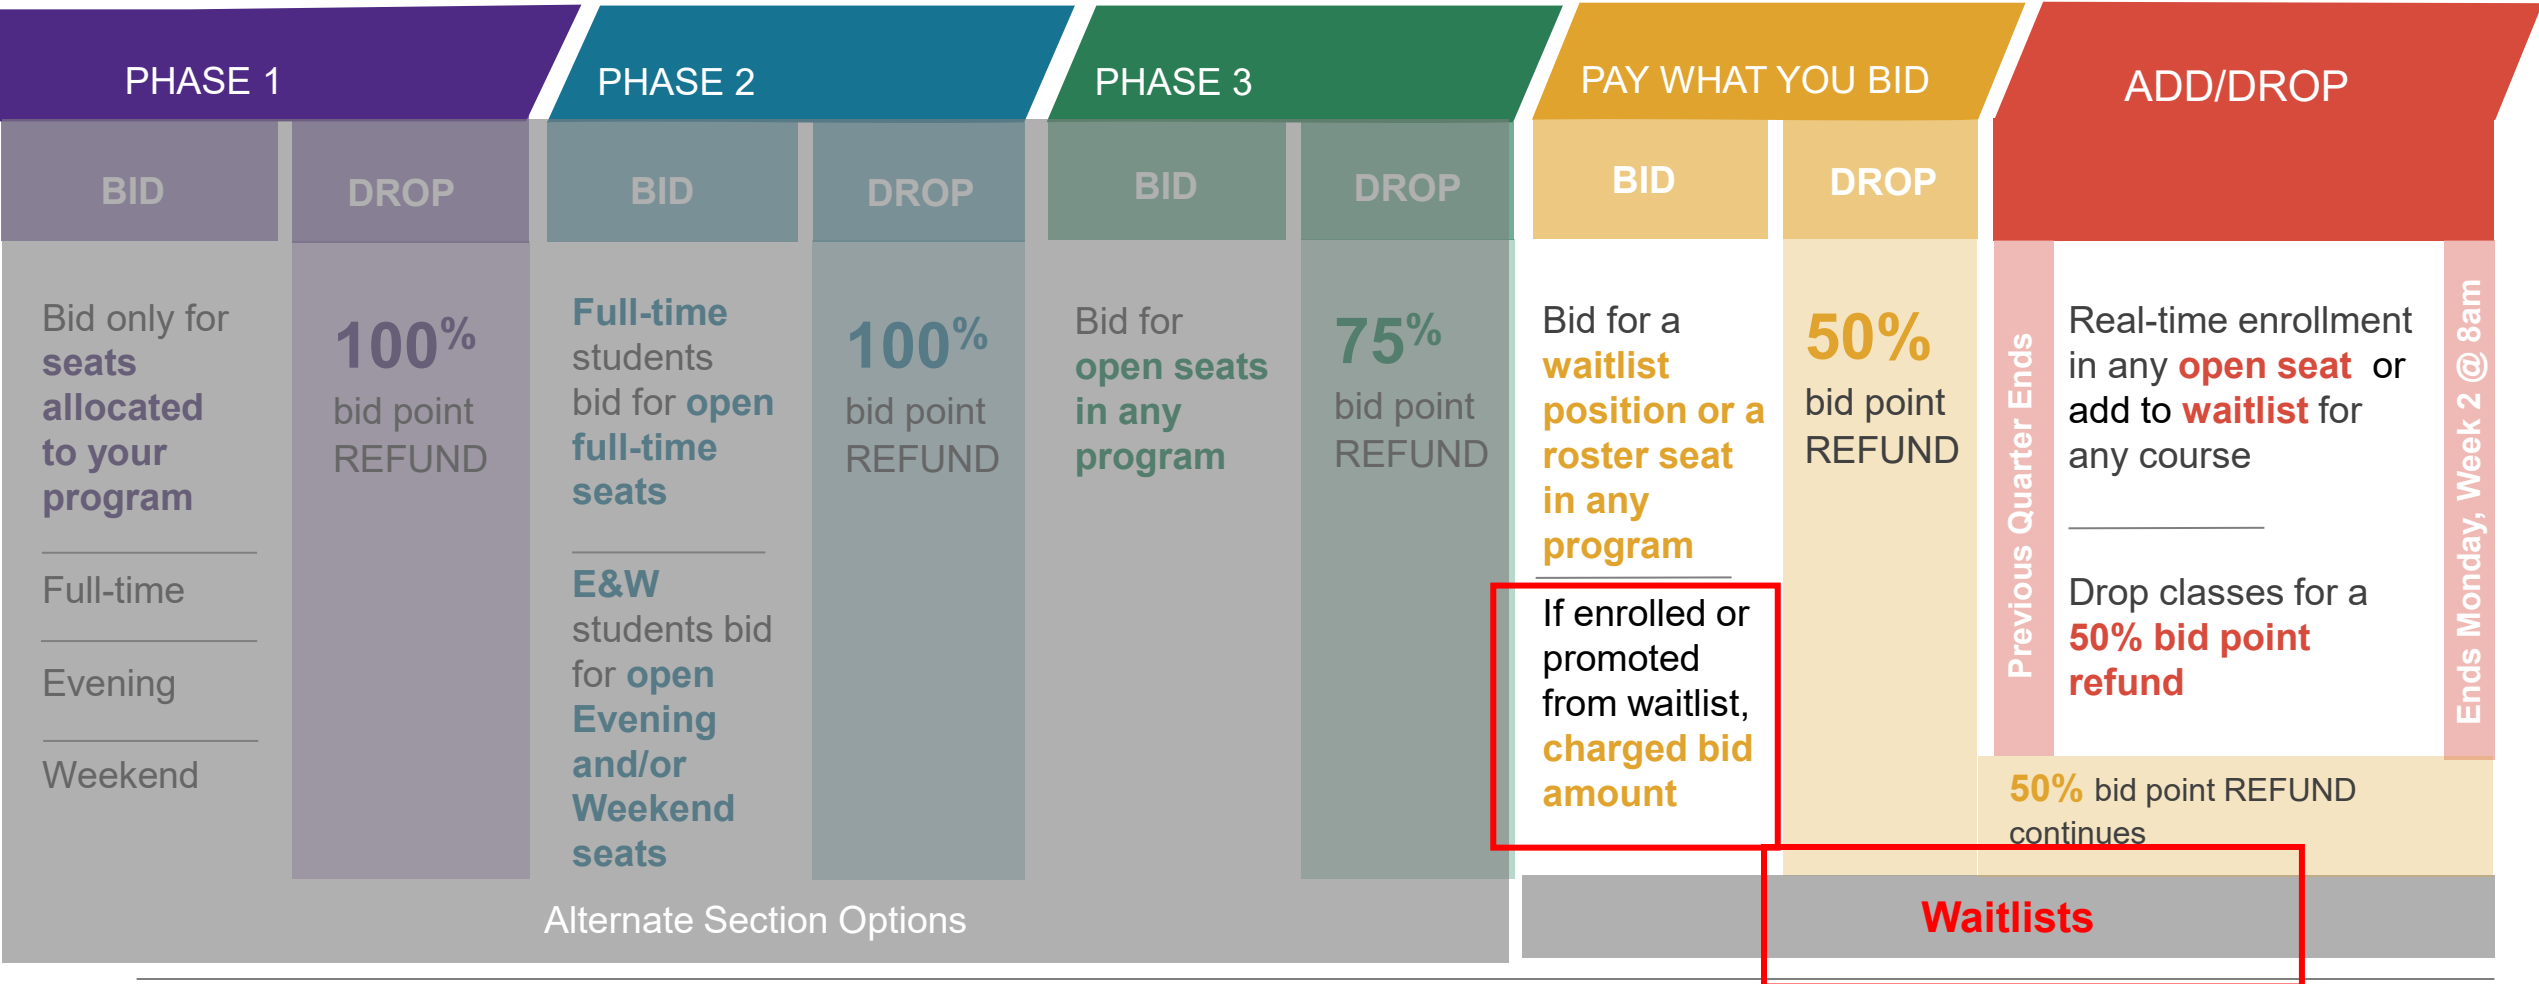 PHASE 1
PHASE 2
PHASE 3
PAY WHAT YOU BID
ADD/DROP
BID
DROP
BID
DROP
BID
DROP
BID
DROP
Bid only for
seats
allocated
to your
program
Full-time
Evening
Weekend
100%
bid point
REFUND
Full-time
students
bid for open
full-time
seats
E&W
students bid
for open
Evening
and/or
Weekend
seats
100%
bid point
REFUND
Bid for
open seats
in any
program
75%
bid point
REFUND
Bid for a
waitlist
position or a
roster seat
in any
program
If enrolled or
promoted
from waitlist,
charged bid
amount
50%
bid point
REFUND
Previous Quarter Ends
Real-time enrollment
in any open seat or
add to waitlist for
any course
Drop classes for a
50% bid point
refund
Ends Monday, Week 2 @ 8am
50% bid point REFUND
continues
Alternate Section Options
Waitlists